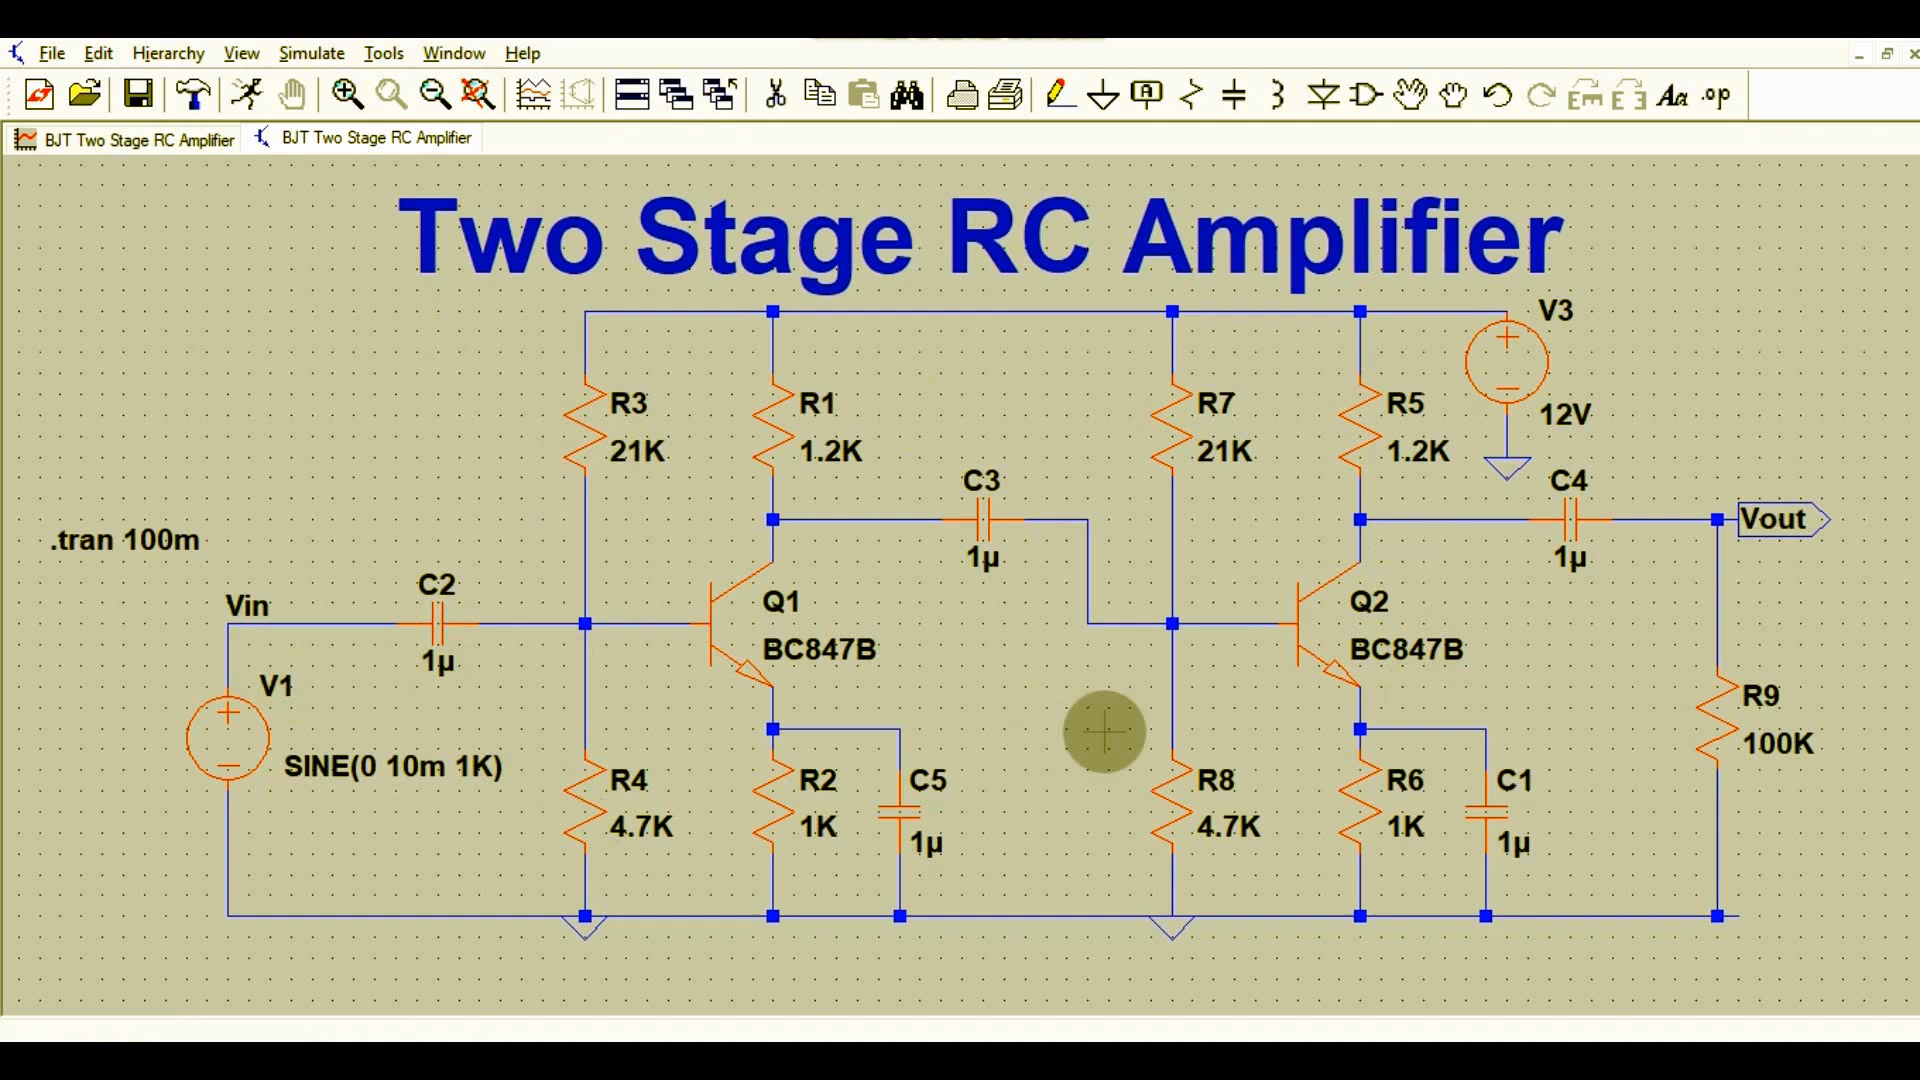 File Edit Hierarchy View Simulate Tools Window Help
A Aa .op
BJT Two Stage RC Amplifier BJT Two Stage RC Amplifier
Two Stage RC Amplifier
V3
12V
R3
21K
R1
1.2K
R7
21K
R5
1.2K
C3
1µ
C4
1µ
Vout
.tran 100m
Vin
C2
1µ
Q1
BC847B
Q2
BC847B
V1
SINE(0 10m 1K)
R9
100K
R4
4.7K
R2
1K
C5
1µ
R8
4.7K
R6
1K
C1
1µ